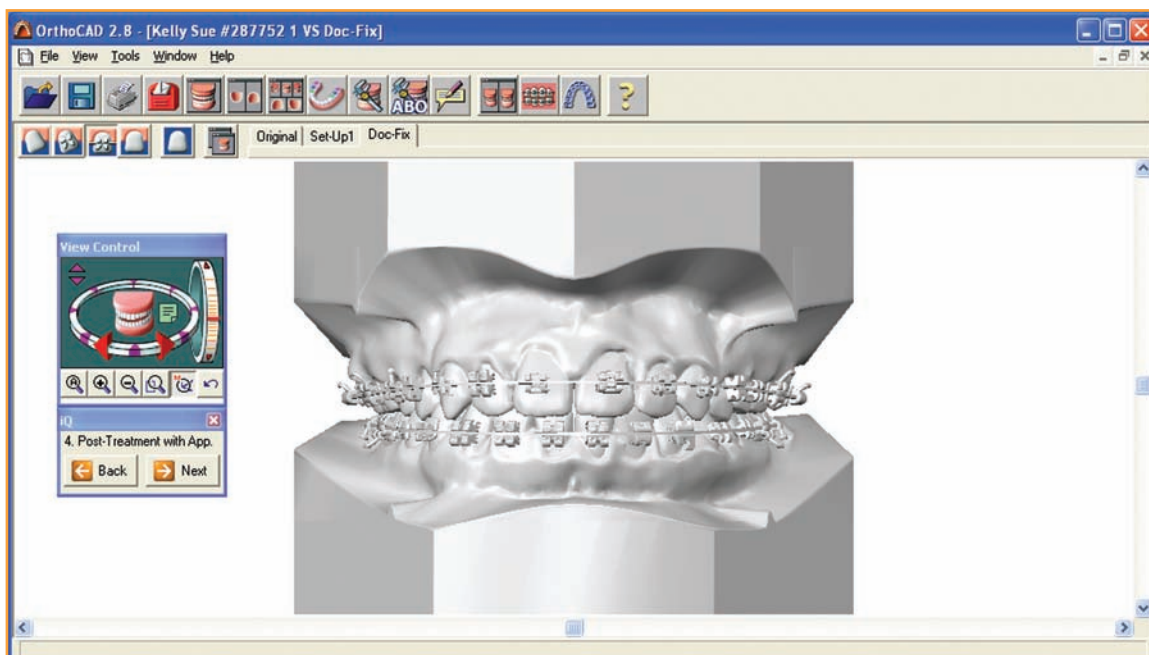 OrthoCAD 2.8 - [Kelly Sue #287752 1 VS Doc-Fix]
File View Tools Window Help
ABO
Original Set-Up1 Doc-Fix
View Control
iQ
4. Post-Treatment with App.
Back Next